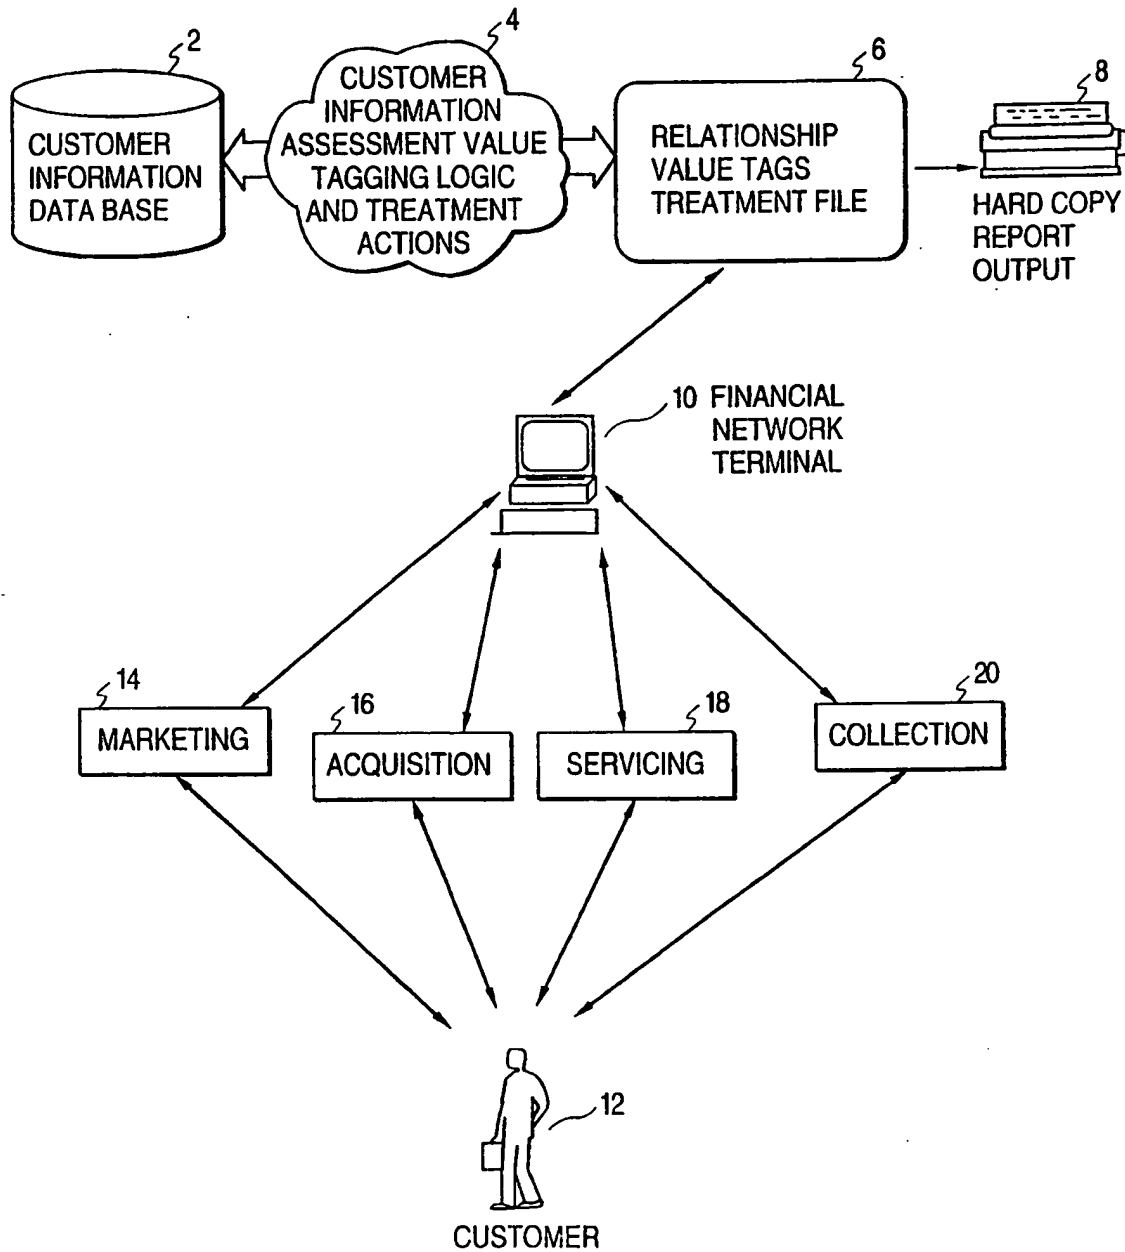 2
CUSTOMER
INFORMATION
DATA BASE
4
CUSTOMER
INFORMATION
ASSESSMENT VALUE
TAGGING LOGIC
AND TREATMENT
ACTIONS
6
RELATIONSHIP
VALUE TAGS
TREATMENT FILE
8
HARD COPY
REPORT
OUTPUT
10 FINANCIAL
NETWORK
TERMINAL
14
MARKETING
16
ACQUISITION
18
SERVICING
20
COLLECTION
12
CUSTOMER